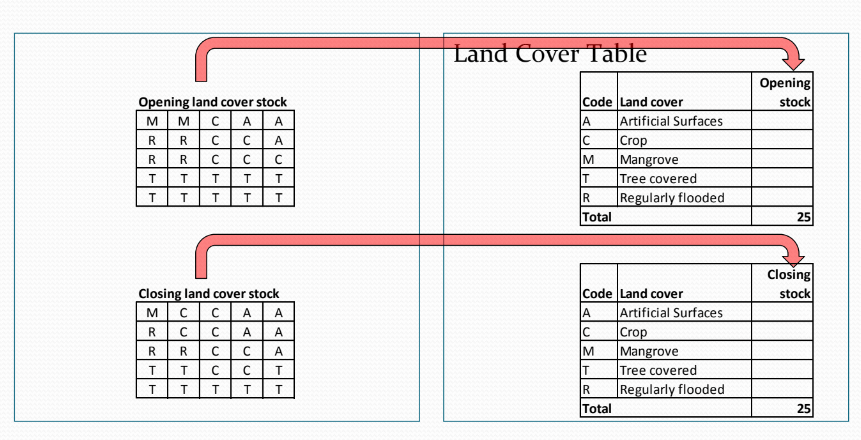 Land Cover Table
Opening land cover stock
M M C A A
R R C C A
R R C C C
T T T T T
T T T T T
Code Land cover Opening stock
A Artificial Surfaces
C Crop
M Mangrove
T Tree covered
R Regularly flooded
Total 25
Closing land cover stock
M C C A A
R C C A A
R R C C A
T T C C T
T T T T T
Code Land cover Closing stock
A Artificial Surfaces
C Crop
M Mangrove
T Tree covered
R Regularly flooded
Total 25